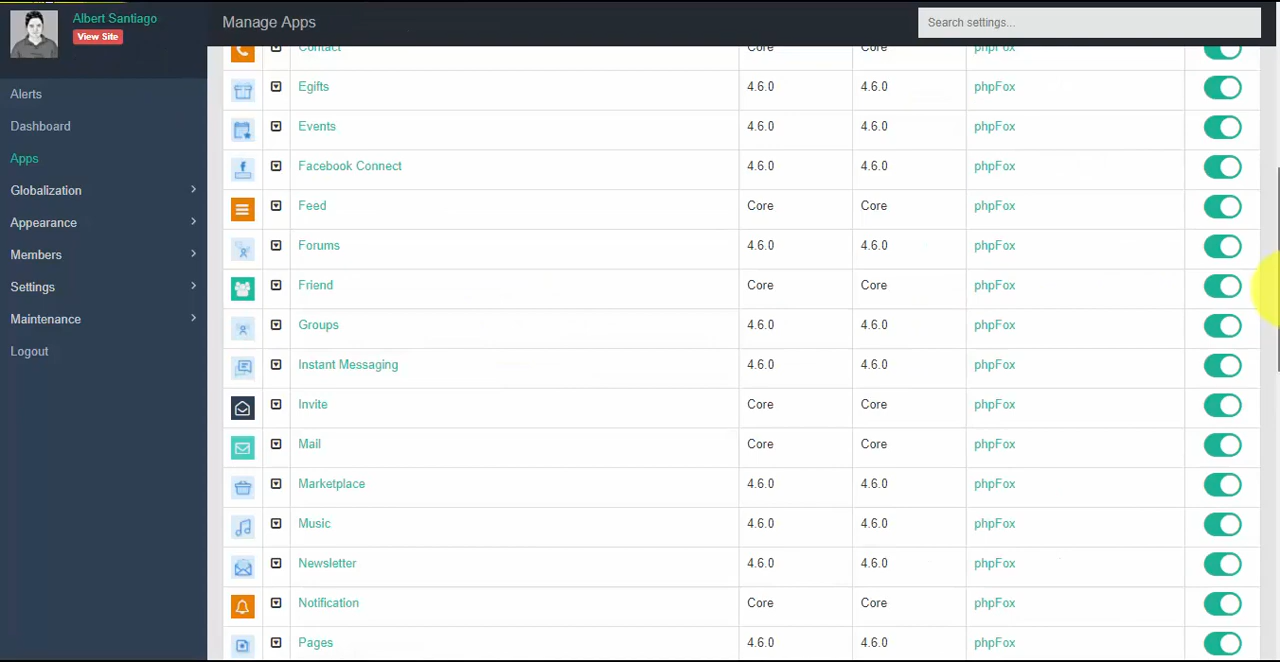 Albert Santiago
View Site
Manage Apps
Search settings...
Alerts
Dashboard
Apps
Globalization
Appearance
Members
Settings
Maintenance
Logout
Contact Core Core phpFox
Egifts 4.6.0 4.6.0 phpFox
Events 4.6.0 4.6.0 phpFox
Facebook Connect 4.6.0 4.6.0 phpFox
Feed Core Core phpFox
Forums 4.6.0 4.6.0 phpFox
Friend Core Core phpFox
Groups 4.6.0 4.6.0 phpFox
Instant Messaging 4.6.0 4.6.0 phpFox
Invite Core Core phpFox
Mail Core Core phpFox
Marketplace 4.6.0 4.6.0 phpFox
Music 4.6.0 4.6.0 phpFox
Newsletter 4.6.0 4.6.0 phpFox
Notification Core Core phpFox
Pages 4.6.0 4.6.0 phpFox